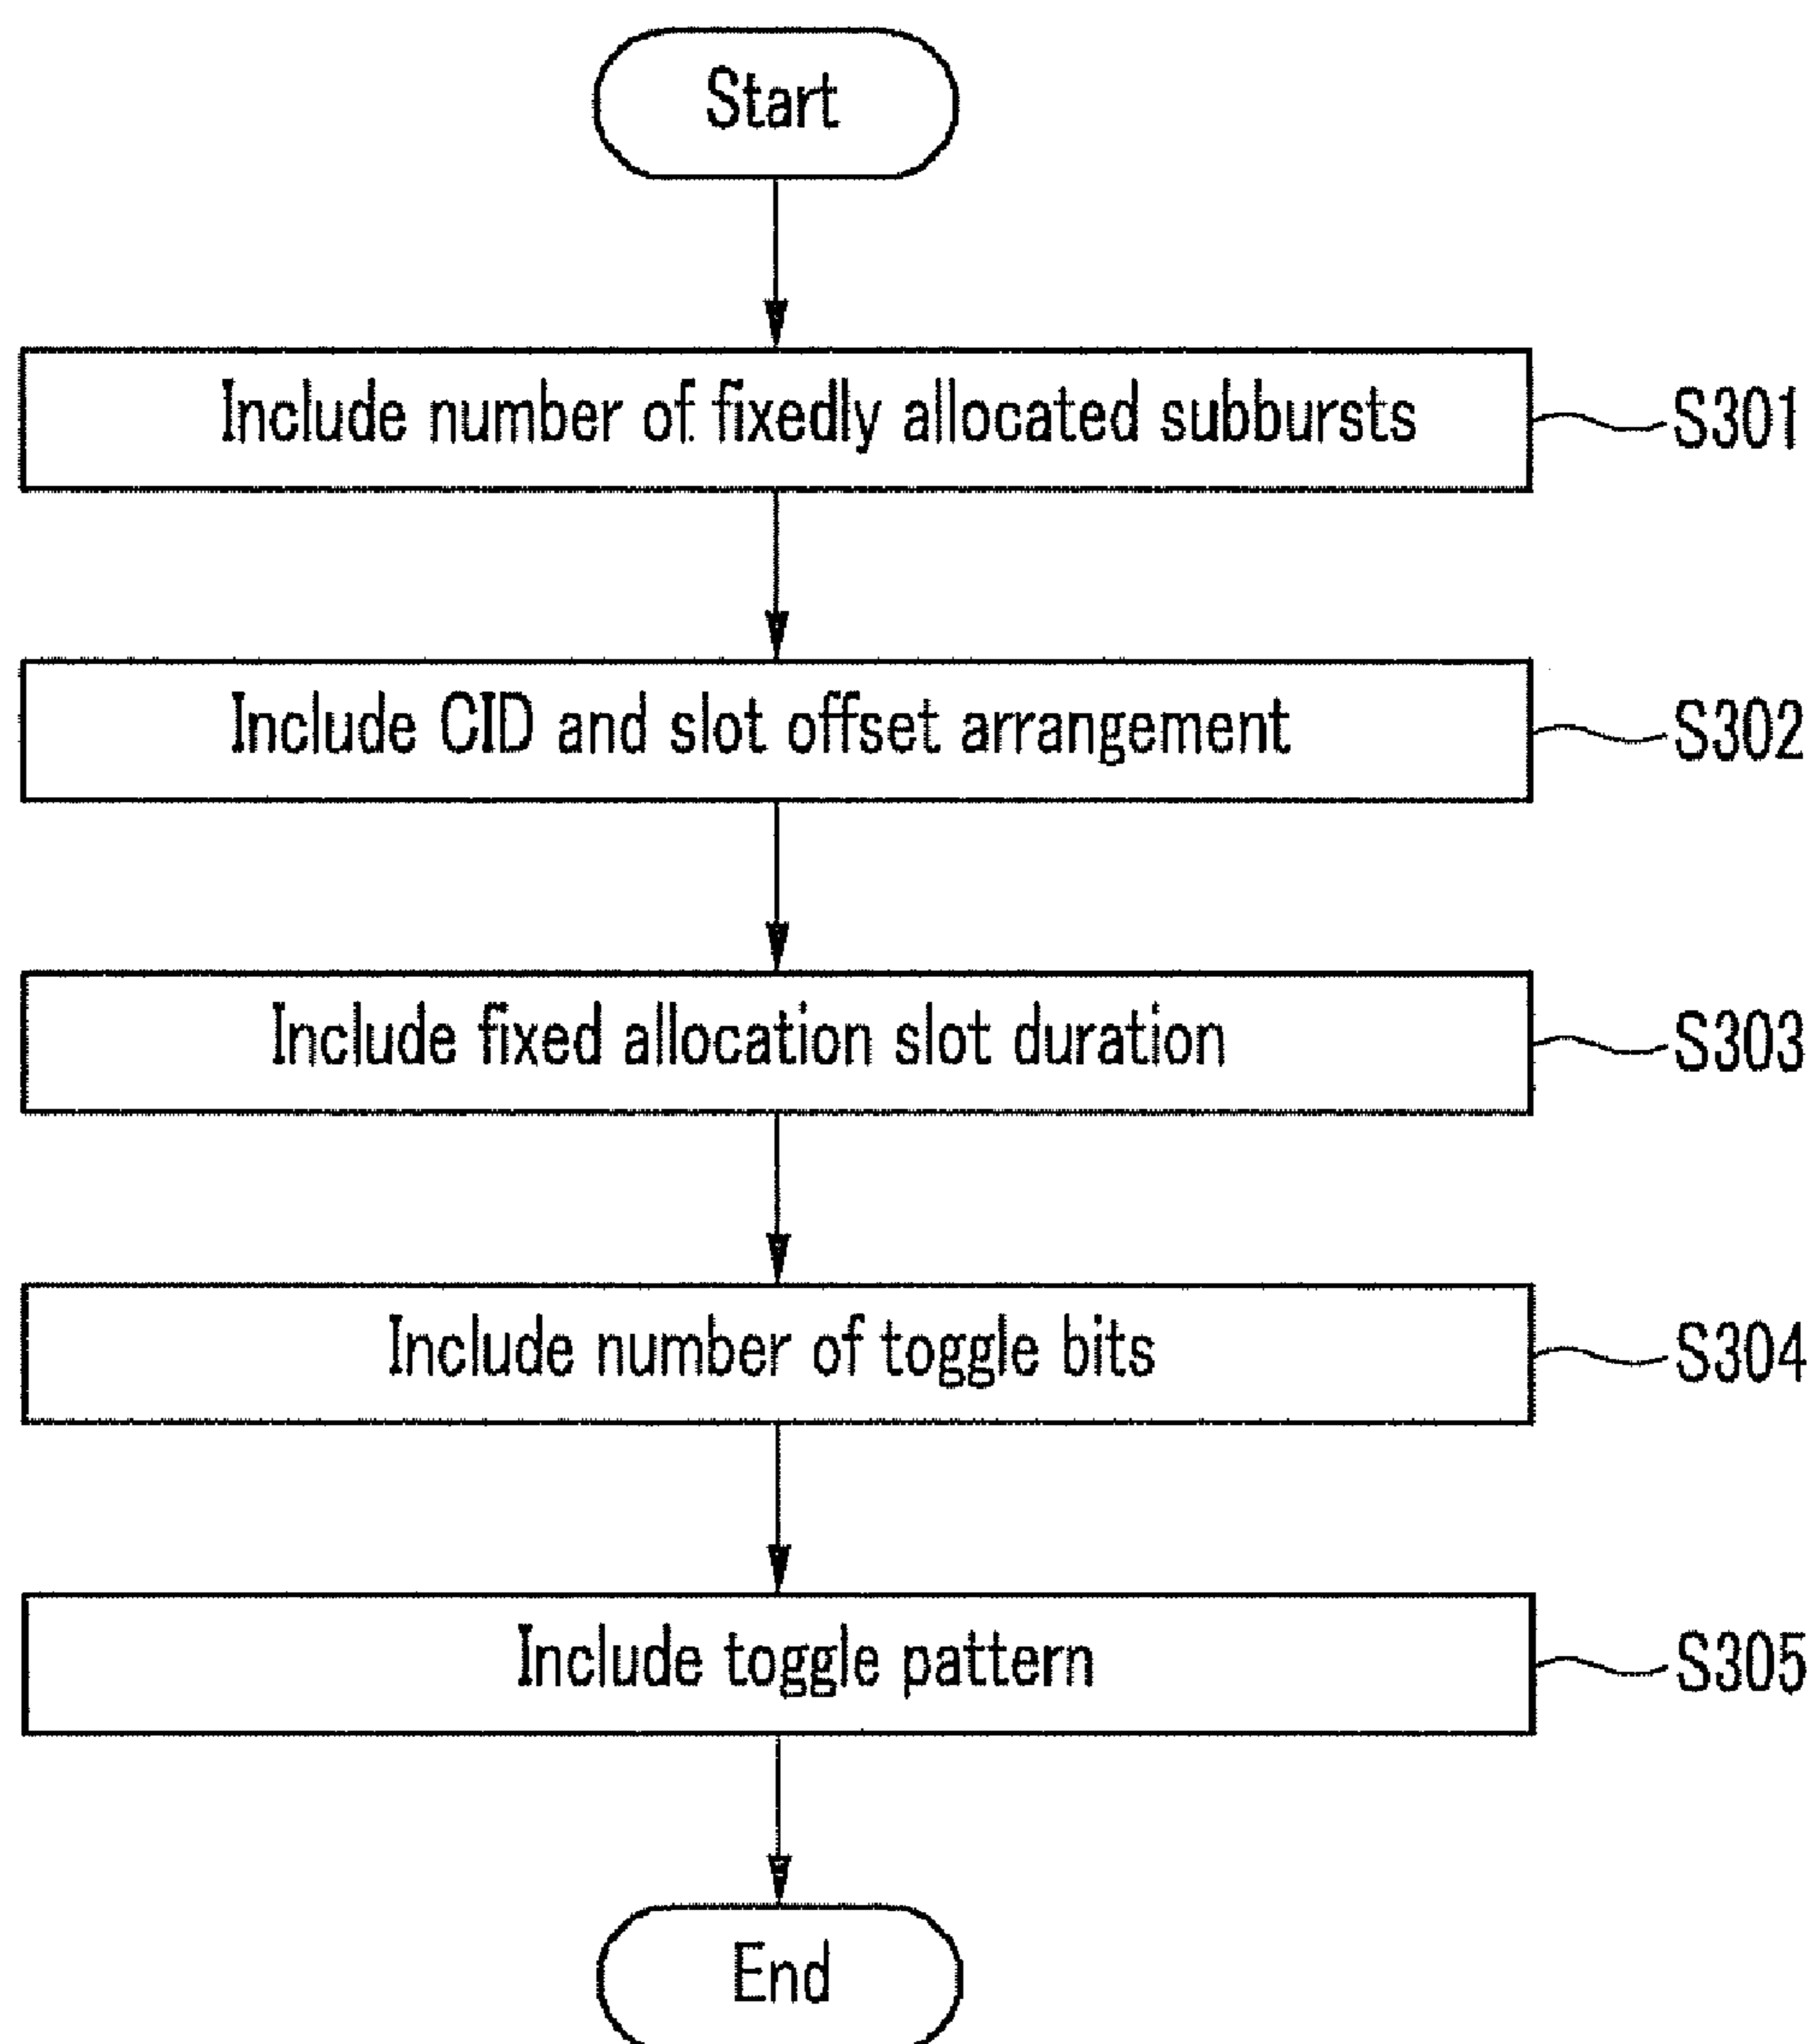 Start
Include number of fixedly allocated subbursts
S301
Include CID and slot offset arrangement
S302
Include fixed allocation slot duration
S303
Include number of toggle bits
S304
Include toggle pattern
S305
End